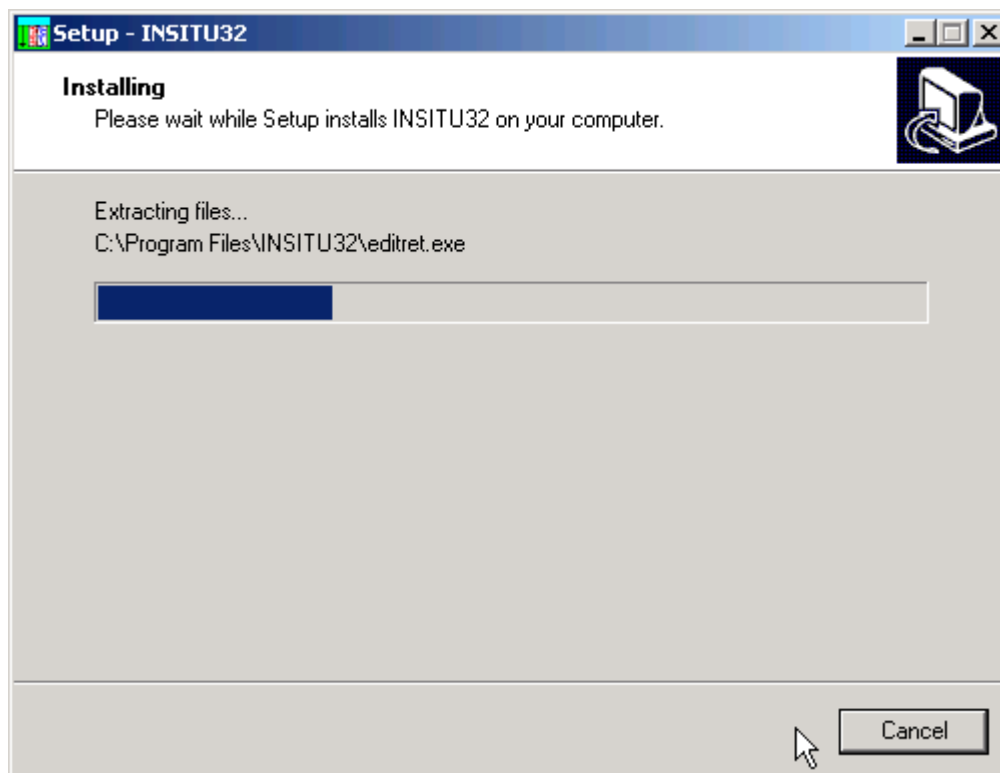 Setup - INSITU32
Installing
Please wait while Setup installs INSITU32 on your computer.
Extracting files...
C:\Program Files\INSITU32\editret.exe
Cancel